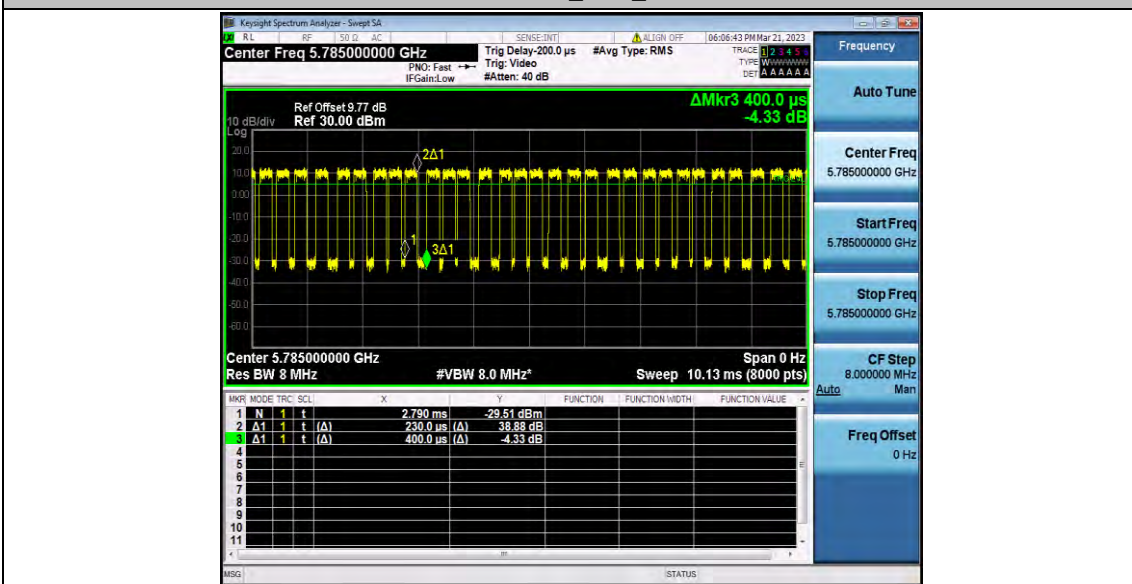 Keysight Spectrum Analyzer - Swept SA
RL RF 50 Ω AC SENSE:INT ALIGN OFF 06:06:43 PM Mar 21, 2023
Center Freq 5.785000000 GHz
PNO: Fast
IFGain:Low
Trig Delay-200.0 µs
Trig: Video
#Atten: 40 dB
#Avg Type: RMS
TRACE 1 2 3 4 5 6
TYPE W
DET A A A A A A
ΔMkr3 400.0 µs
-4.33 dB
Ref Offset 9.77 dB
10 dB/div Ref 30.00 dBm
Log
20.0
10.0
0.00
-10.0
-20.0
-30.0
-40.0
-50.0
-60.0
2Δ1
1
3Δ1
Center 5.785000000 GHz Span 0 Hz
Res BW 8 MHz #VBW 8.0 MHz* Sweep 10.13 ms (8000 pts)
MKR MODE TRC SCL X Y FUNCTION FUNCTION WIDTH FUNCTION VALUE
1 N 1 t 2.790 ms -29.51 dBm
2 Δ1 1 t (Δ) 230.0 µs (Δ) 38.88 dB
3 Δ1 1 t (Δ) 400.0 µs (Δ) -4.33 dB
4
5
6
7
8
9
10
11
MSG STATUS
Frequency
Auto Tune
Center Freq
5.785000000 GHz
Start Freq
5.785000000 GHz
Stop Freq
5.785000000 GHz
CF Step
8.000000 MHz
Auto Man
Freq Offset
0 Hz